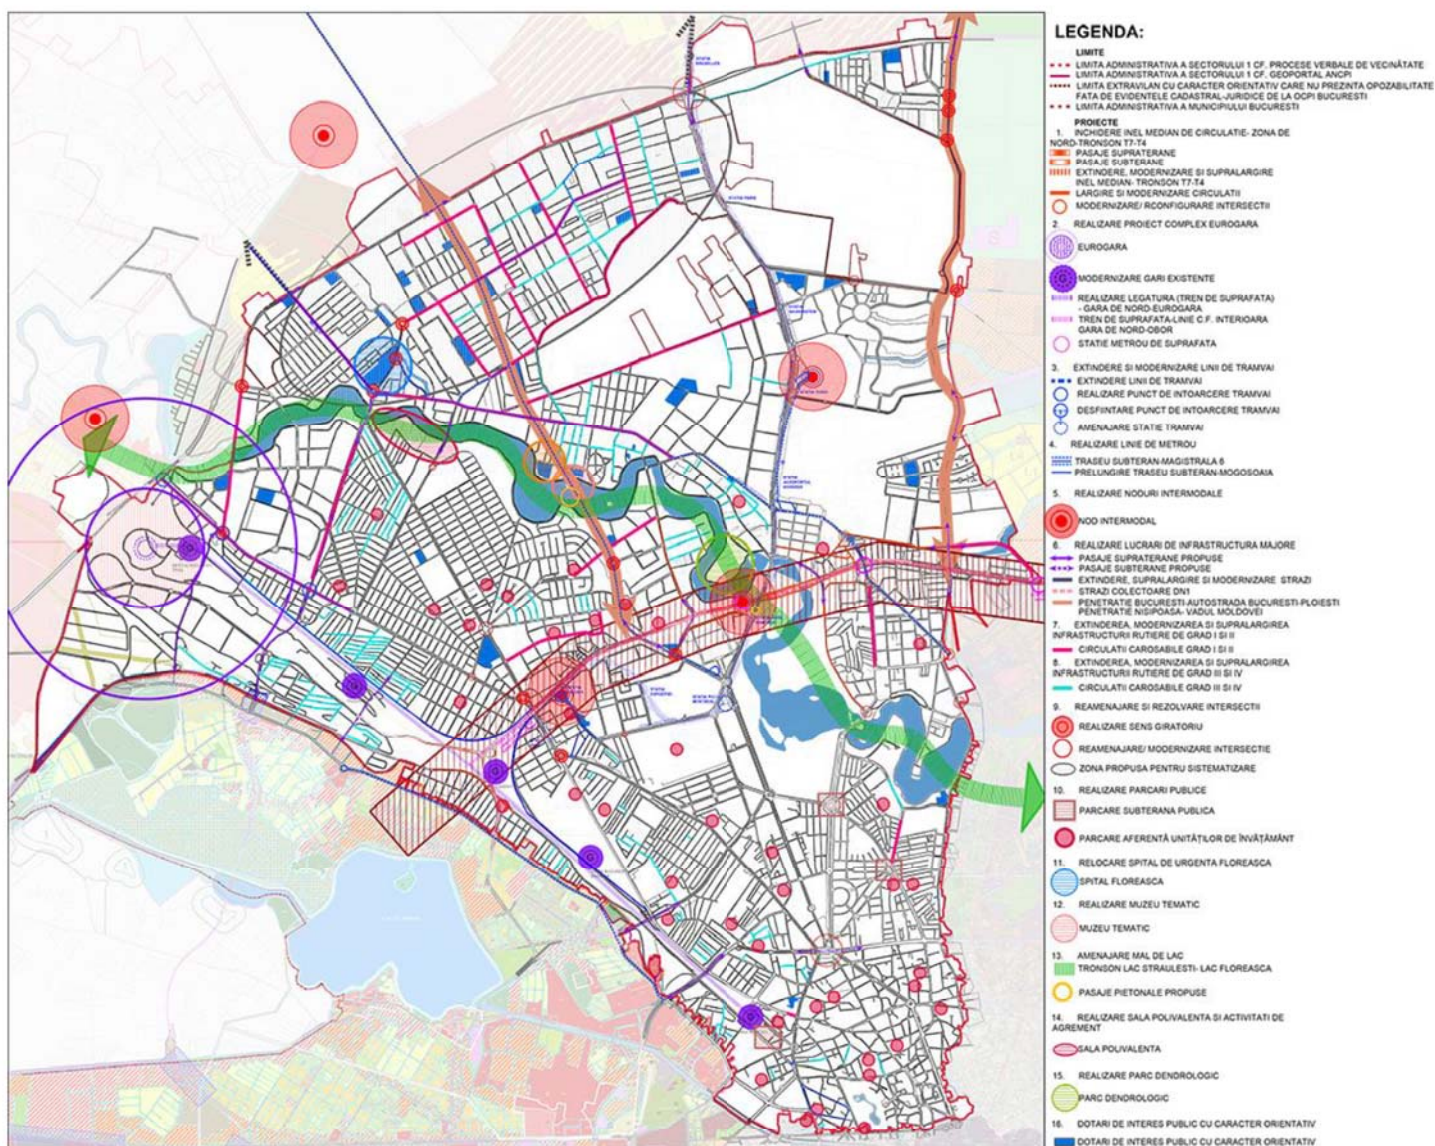 LEGENDA:
LIMITE
LIMITA ADMINISTRATIVA A SECTORULUI 1 CF. PROCESE VERBALE DE VECINĂTATE
LIMITA ADMINISTRATIVA A SECTORULUI 1 CF. GEOPORTAL ANCPI
LIMITA EXTRAVILAN CU CARACTER ORIENTATIV CARE NU PREZINTA OPOZABILITATE
FATA DE EVIDENTELE CADASTRAL-JURIDICE DE LA OCPI BUCURESTI
LIMITA ADMINISTRATIVA A MUNICIPIULUI BUCURESTI
PROIECTE
1. INCHIDERE INEL MEDIAN DE CIRCULATIE- ZONA DE
NORD-TRONSON T7-T4
PASAJE SUPRATERANE
PASAJE SUBTERANE
EXTINDERE, MODERNIZARE SI SUPRALARGIRE
INEL MEDIAN- TRONSON T7-T4
LARGIRE SI MODERNIZARE CIRCULATII
MODERNIZARE/ RCONFIGURARE INTERSECTII
2. REALIZARE PROIECT COMPLEX EUROGARA
EUROGARA
MODERNIZARE GARI EXISTENTE
REALIZARE LEGATURA (TREN DE SUPRAFATA)
- GARA DE NORD-EUROGARA
TREN DE SUPRAFATA-LINIE C.F. INTERIOARA
GARA DE NORD-OBOR
STATIE METROU DE SUPRAFATA
3. EXTINDERE SI MODERNIZARE LINII DE TRAMVAI
EXTINDERE LINII DE TRAMVAI
REALIZARE PUNCT DE INTOARCERE TRAMVAI
DESFIINTARE PUNCT DE INTOARCERE TRAMVAI
AMENAJARE STATIE TRAMVAI
4. REALIZARE LINIE DE METROU
TRASEU SUBTERAN-MAGISTRALA 6
PRELUNGIRE TRASEU SUBTERAN-MOGOSOAIA
5. REALIZARE NODURI INTERMODALE
NOD INTERMODAL
6. REALIZARE LUCRARI DE INFRASTRUCTURA MAJORE
PASAJE SUPRATERANE PROPUSE
PASAJE SUBTERANE PROPUSE
EXTINDERE, SUPRALARGIRE SI MODERNIZARE STRAZI
STRAZI COLECTOARE DN1
PENETRATIE BUCURESTI-AUTOSTRADA BUCURESTI-PLOIESTI
PENETRATIE NISIPOASA- VADUL MOLDOVEI
7. EXTINDEREA, MODERNIZAREA SI SUPRALARGIREA
INFRASTRUCTURII RUTIERE DE GRAD I SI II
CIRCULATII CAROSABILE GRAD I SI II
8. EXTINDEREA, MODERNIZAREA SI SUPRALARGIREA
INFRASTRUCTURII RUTIERE DE GRAD III SI IV
CIRCULATII CAROSABILE GRAD III SI IV
9. REAMENAJARE SI REZOLVARE INTERSECTII
REALIZARE SENS GIRATORIU
REAMENAJARE/ MODERNIZARE INTERSECTIE
ZONA PROPUSA PENTRU SISTEMATIZARE
10. REALIZARE PARCARI PUBLICE
PARCARE SUBTERANA PUBLICA
PARCARE AFERENTĂ UNITĂȚILOR DE ÎNVĂȚĂMÂNT
11. RELOCARE SPITAL DE URGENTA FLOREASCA
SPITAL FLOREASCA
12. REALIZARE MUZEU TEMATIC
MUZEU TEMATIC
13. AMENAJARE MAL DE LAC
TRONSON LAC STRAULESTI- LAC FLOREASCA
PASAJE PIETONALE PROPUSE
14. REALIZARE SALA POLIVALENTA SI ACTIVITATI DE
AGREMENT
SALA POLIVALENTA
15. REALIZARE PARC DENDROLOGIC
PARC DENDROLOGIC
16. DOTARI DE INTERES PUBLIC CU CARACTER ORIENTATIV
DOTARI DE INTERES PUBLIC CU CARACTER ORIENTATIV